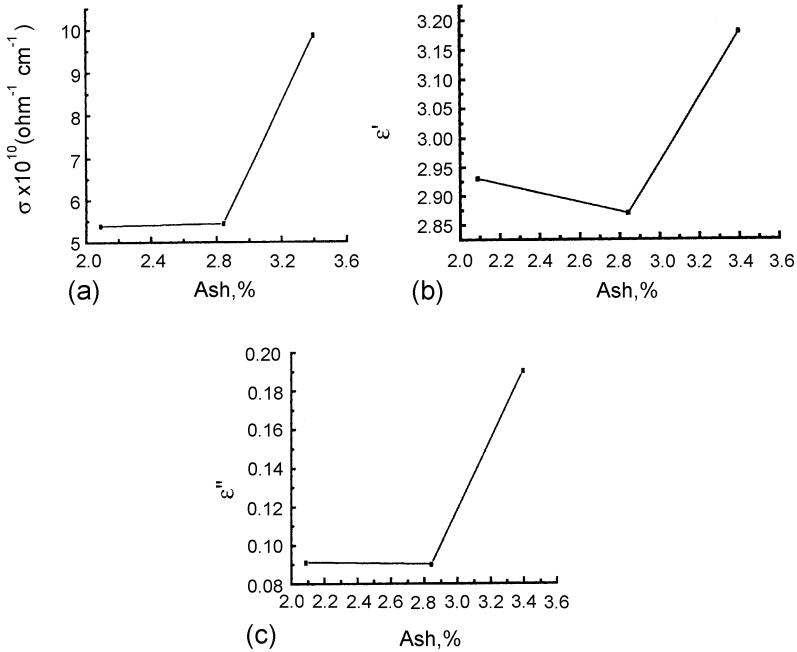 σ x10¹⁰(ohm⁻¹ cm⁻¹)
10
8
7
6
5
2.0 2.4 2.8 3.2 3.6
(a) Ash,%
ε'
3.20
3.15
3.10
3.05
3.00
2.95
2.90
2.85
2.0 2.2 2.4 2.6 2.8 3.0 3.2 3.4 3.6
(b) Ash,%
ε"
0.20
0.18
0.16
0.14
0.12
0.10
0.08
2.0 2.2 2.4 2.6 2.8 3.0 3.2 3.4 3.6
(c) Ash,%